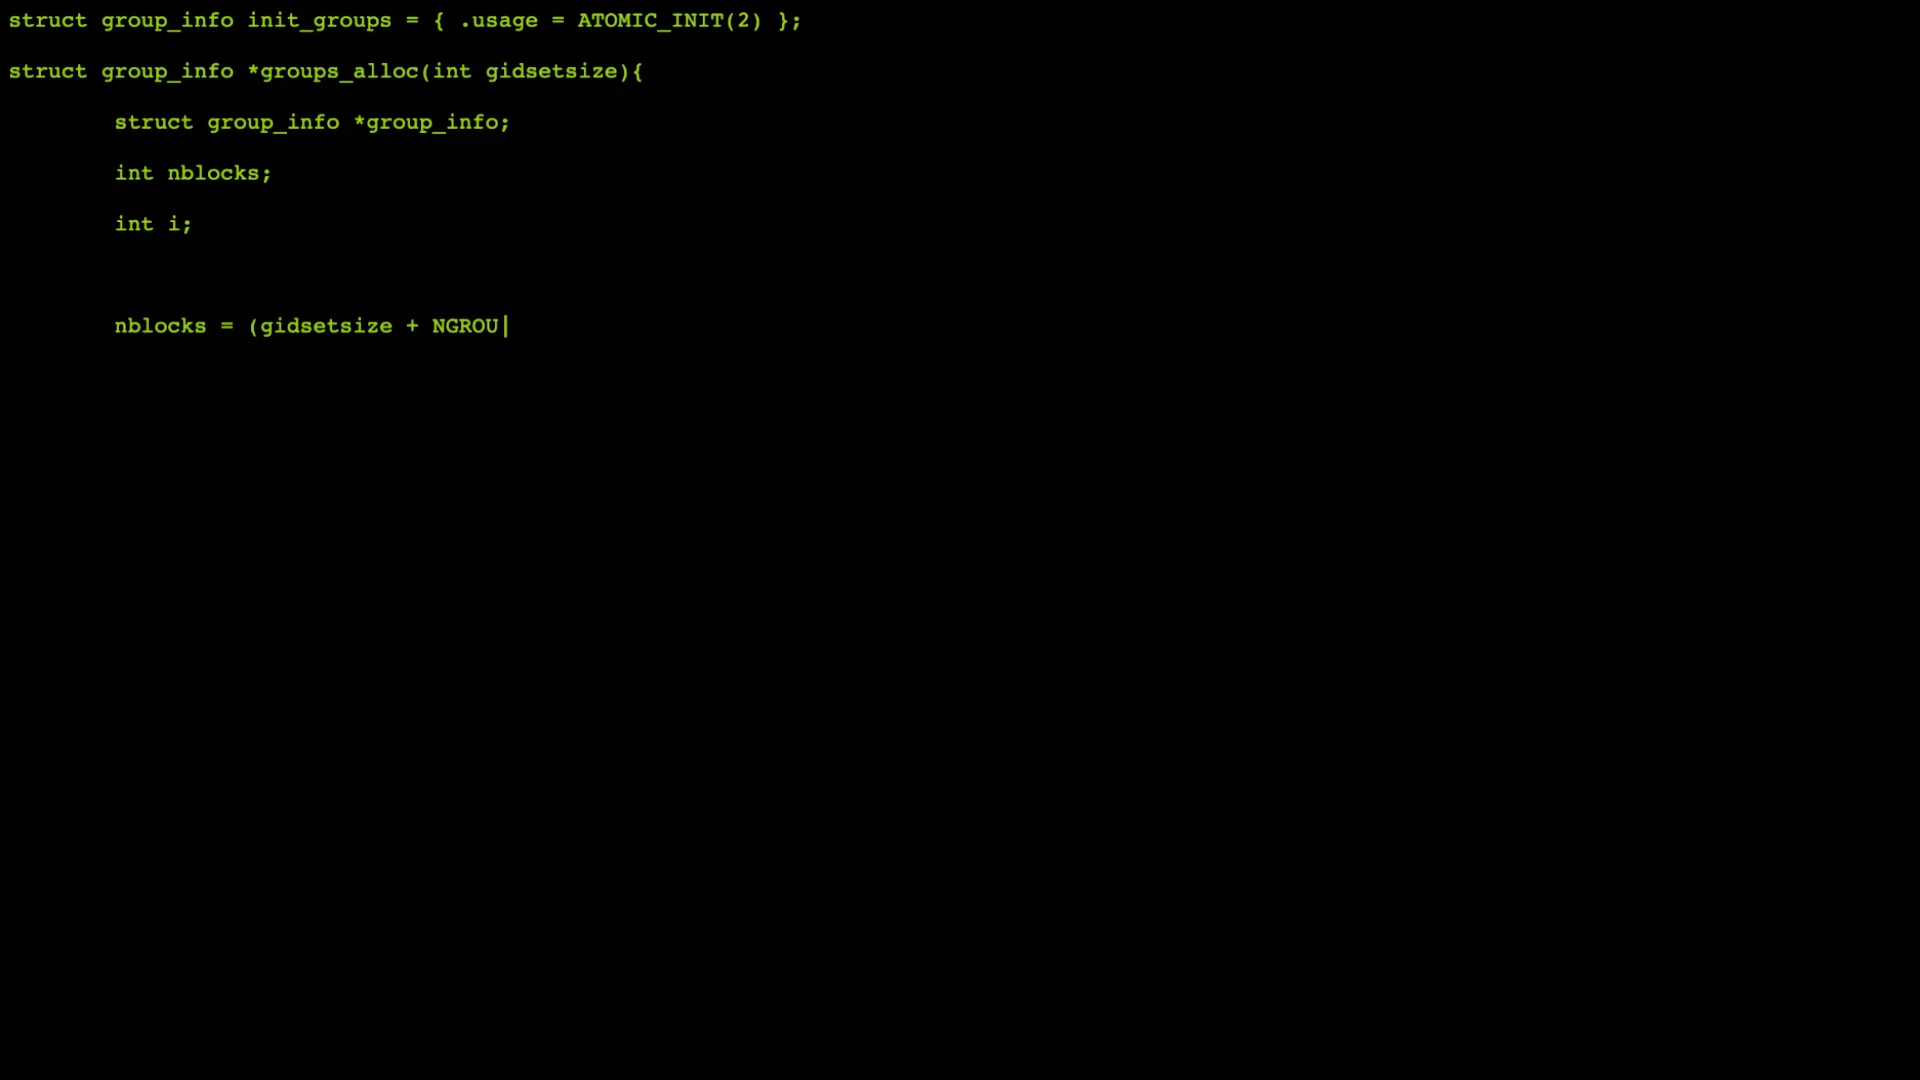 struct group_info init_groups = { .usage = ATOMIC_INIT(2) };
struct group_info *groups_alloc(int gidsetsize){
struct group_info *group_info;
int nblocks;
int i;
nblocks = (gidsetsize + NGROU|